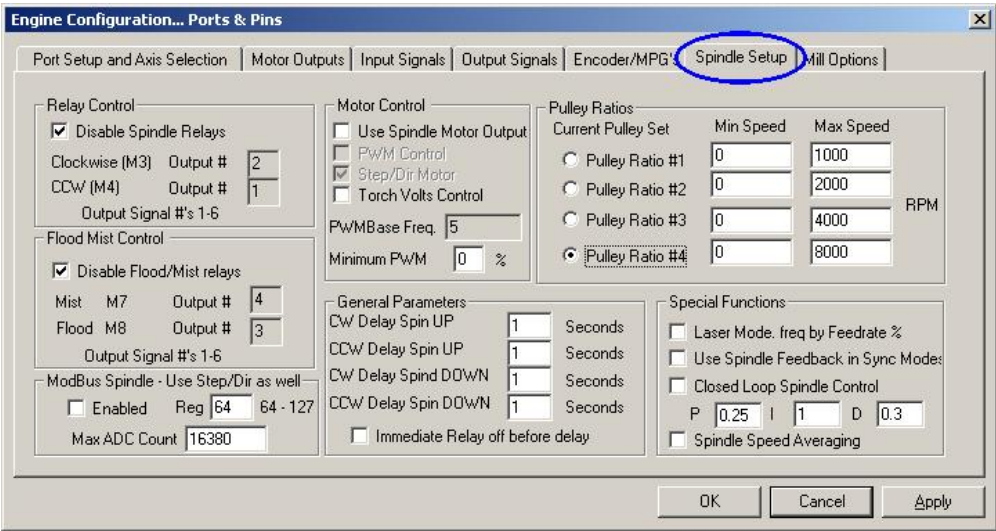 Engine Configuration... Ports & Pins
Port Setup and Axis Selection Motor Outputs Input Signals Output Signals Encoder/MPG's Spindle Setup Mill Options
Relay Control
Disable Spindle Relays
Clockwise (M3) Output # 2
CCW (M4) Output # 1
Output Signal #'s 1-6
Flood Mist Control
Disable Flood/Mist relays
Mist M7 Output # 4
Flood M8 Output # 3
Output Signal #'s 1-6
ModBus Spindle - Use Step/Dir as well
Enabled Reg 64 64 - 127
Max ADC Count 16380
Motor Control
Use Spindle Motor Output
PWM Control
Step/Dir Motor
Torch Volts Control
PWMBase Freq. 5
Minimum PWM 0 %
General Parameters
CW Delay Spin UP 1 Seconds
CCW Delay Spin UP 1 Seconds
CW Delay Spind DOWN 1 Seconds
CCW Delay Spin DOWN 1 Seconds
Immediate Relay off before delay
Pulley Ratios
Current Pulley Set Min Speed Max Speed
Pulley Ratio #1 0 1000
Pulley Ratio #2 0 2000
Pulley Ratio #3 0 4000
Pulley Ratio #4 0 8000
RPM
Special Functions
Laser Mode. freq by Feedrate %
Use Spindle Feedback in Sync Modes
Closed Loop Spindle Control
P 0.25 I 1 D 0.3
Spindle Speed Averaging
OK Cancel Apply